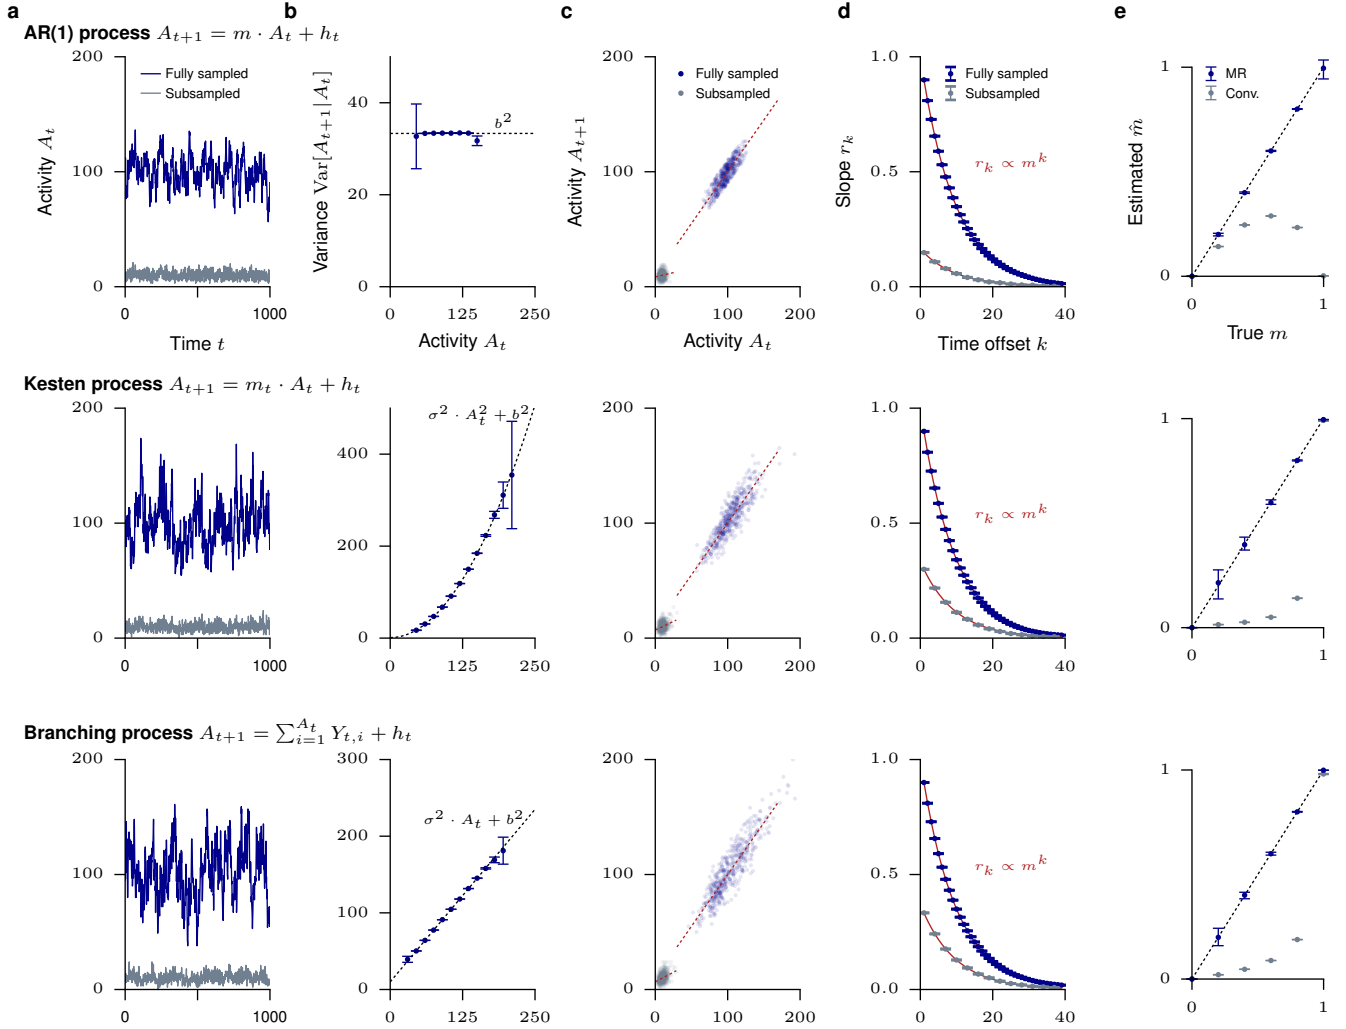 a b c d e
AR(1) process A_{t+1} = m · A_t + h_t
200 100 0
Activity A_t
Fully sampled
Subsampled
0 1000
Time t
Variance Var[A_{t+1}|A_t]
40 20 0
b^2
0 125 250
Activity A_t
Activity A_{t+1}
200 100 0
Fully sampled
Subsampled
0 100 200
Activity A_t
Slope r_k
1.0 0.5 0.0
Fully sampled
Subsampled
r_k ∝ m^k
0 20 40
Time offset k
Estimated m̂
1 0
MR
Conv.
0 1
True m
Kesten process A_{t+1} = m_t · A_t + h_t
200 100 0
0 1000
400 200 0
σ^2 · A_t^2 + b^2
0 125 250
200 100 0
0 100 200
1.0 0.5 0.0
r_k ∝ m^k
0 20 40
1 0
0 1
Branching process A_{t+1} = ∑_{i=1}^{A_t} Y_{t,i} + h_t
200 100 0
0 1000
300 200 100 0
σ^2 · A_t + b^2
0 125 250
200 100 0
0 100 200
1.0 0.5 0.0
r_k ∝ m^k
0 20 40
1 0
0 1